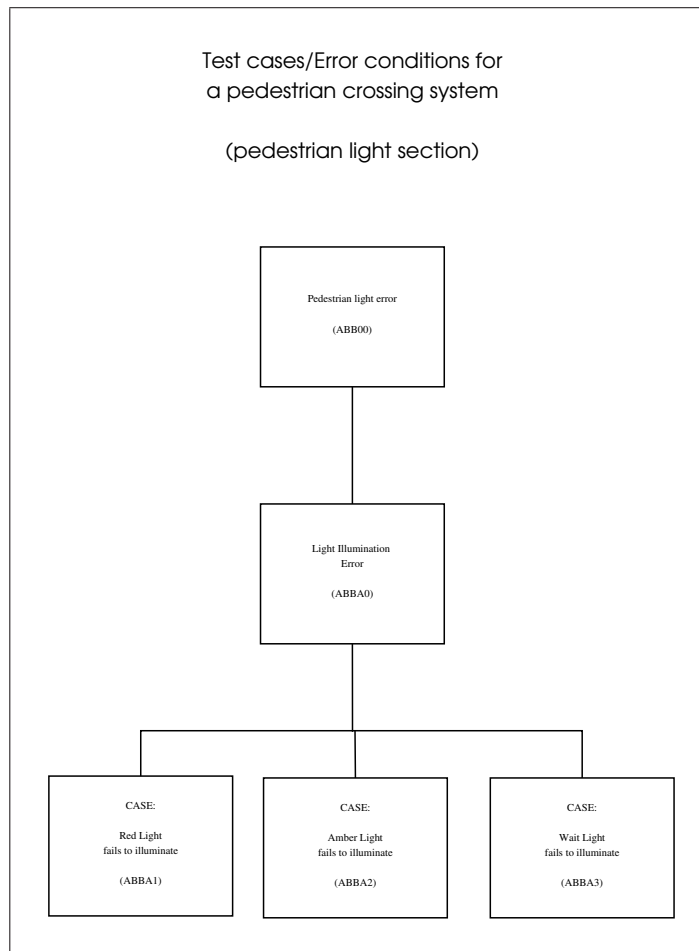 Test cases/Error conditions for
a pedestrian crossing system
(pedestrian light section)
Pedestrian light error
(ABB00)
Light Illumination
Error
(ABBA0)
CASE:
Red Light
fails to illuminate
(ABBA1)
CASE:
Amber Light
fails to illuminate
(ABBA2)
CASE:
Wait Light
fails to illuminate
(ABBA3)